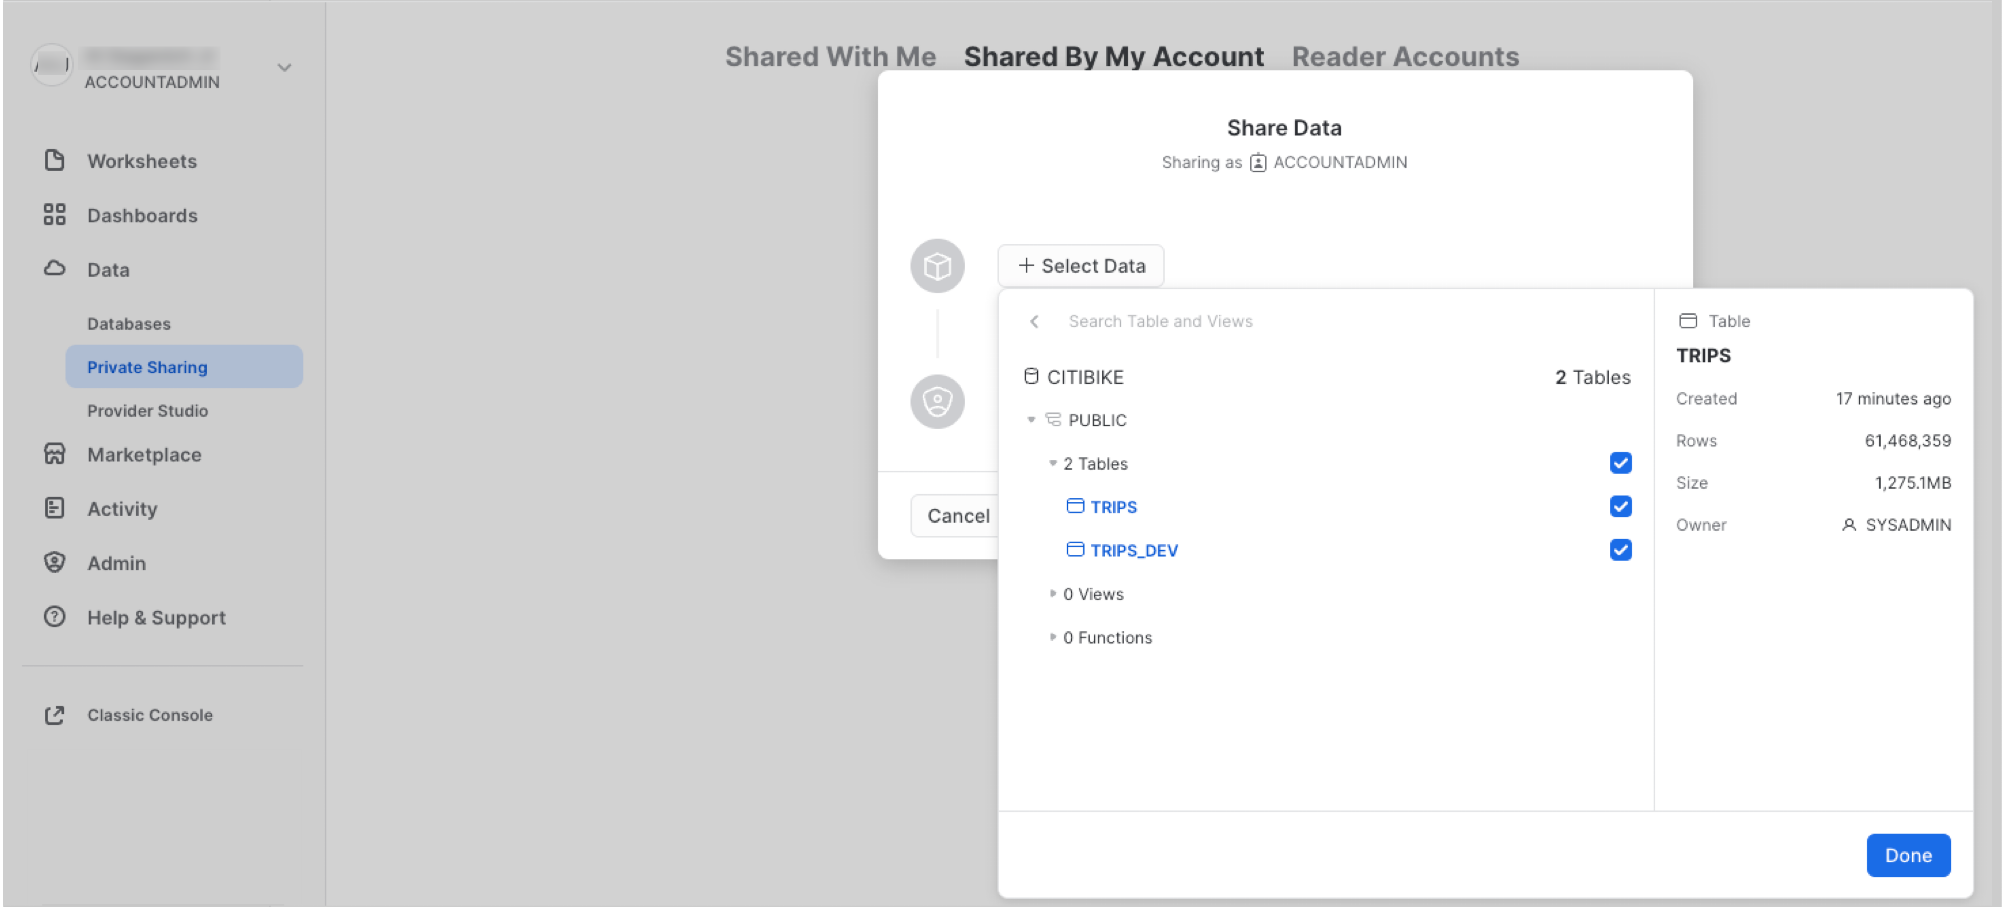 ACCOUNTADMIN
Worksheets
Dashboards
Data
Databases
Private Sharing
Provider Studio
Marketplace
Activity
Admin
Help & Support
Classic Console
Shared With Me Shared By My Account Reader Accounts
Share Data
Sharing as ACCOUNTADMIN
+ Select Data
Cancel
Search Table and Views
CITIBIKE 2 Tables
PUBLIC
2 Tables
TRIPS
TRIPS_DEV
0 Views
0 Functions
Table
TRIPS
Created 17 minutes ago
Rows 61,468,359
Size 1,275.1MB
Owner SYSADMIN
Done